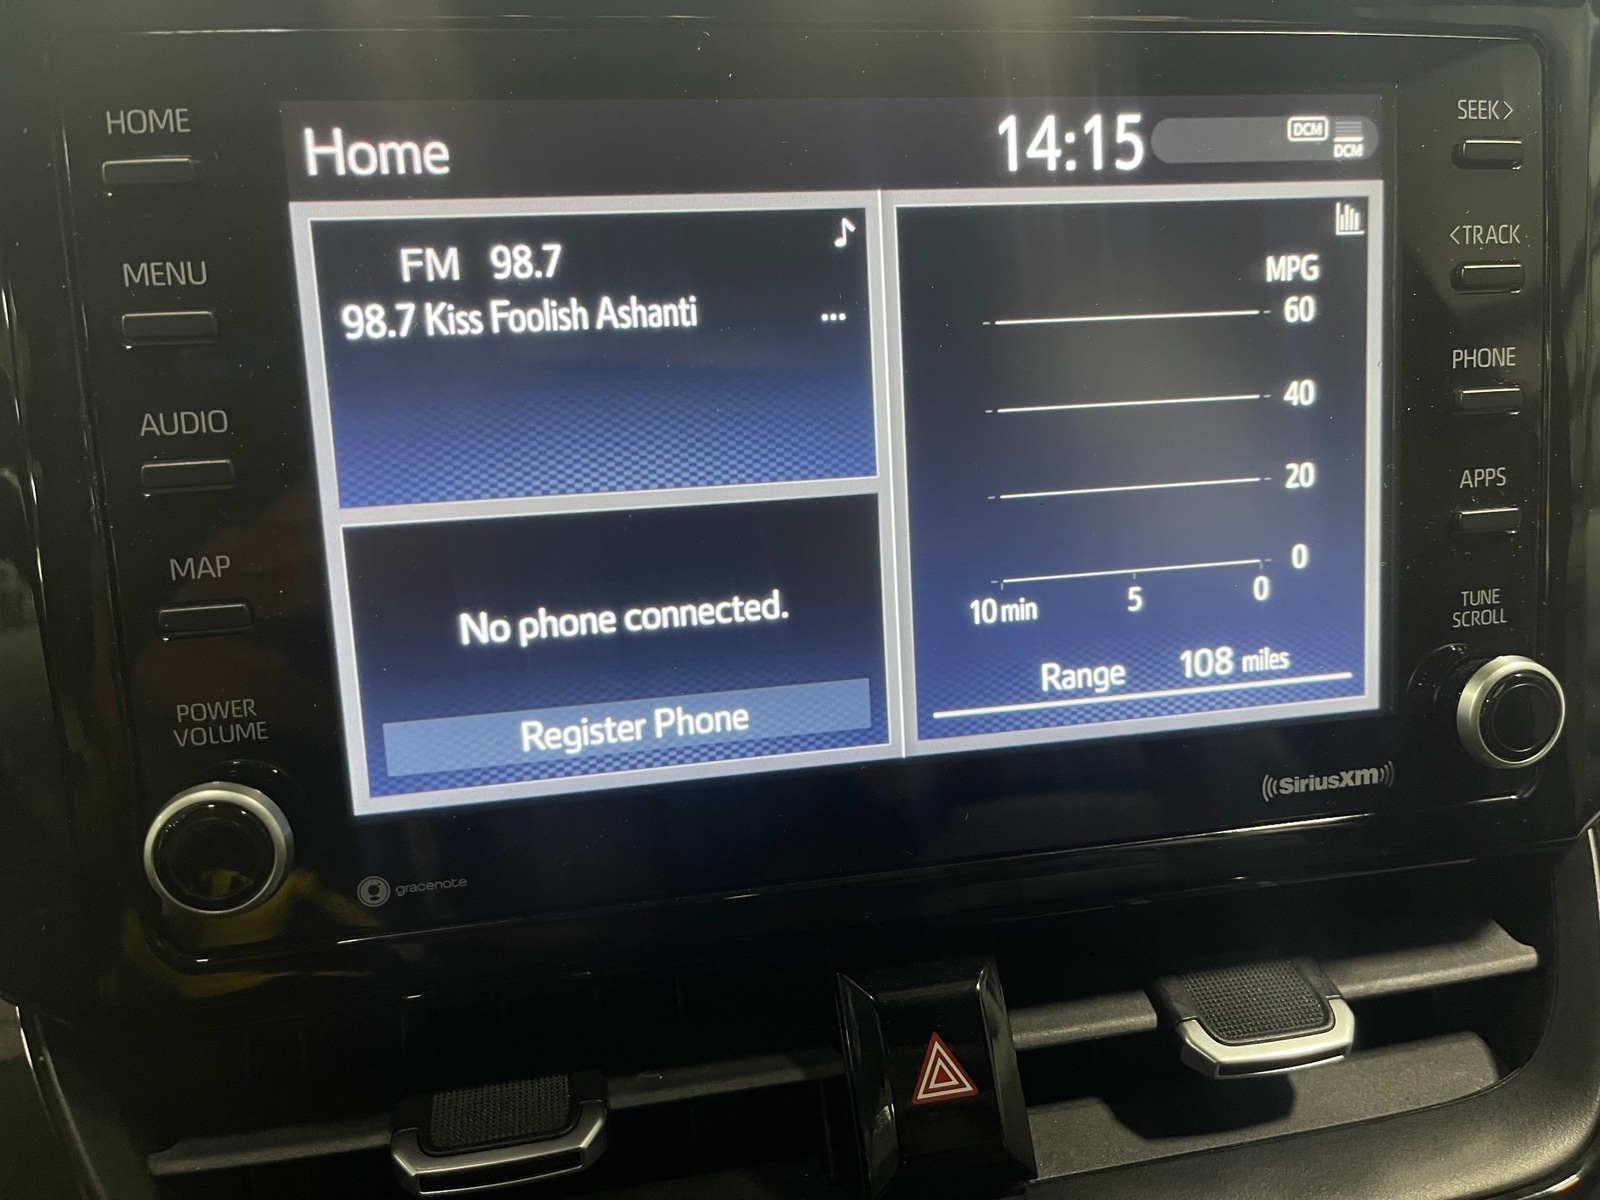 HOME
MENU
AUDIO
MAP
POWER
VOLUME
Home
14:15
DCM
DCM
FM 98.7
98.7 Kiss Foolish Ashanti
...
No phone connected.
Register Phone
MPG
60
40
20
0
10 min 5 0
Range 108 miles
SEEK>
<TRACK
PHONE
APPS
TUNE
SCROLL
gracenote
SiriusXM